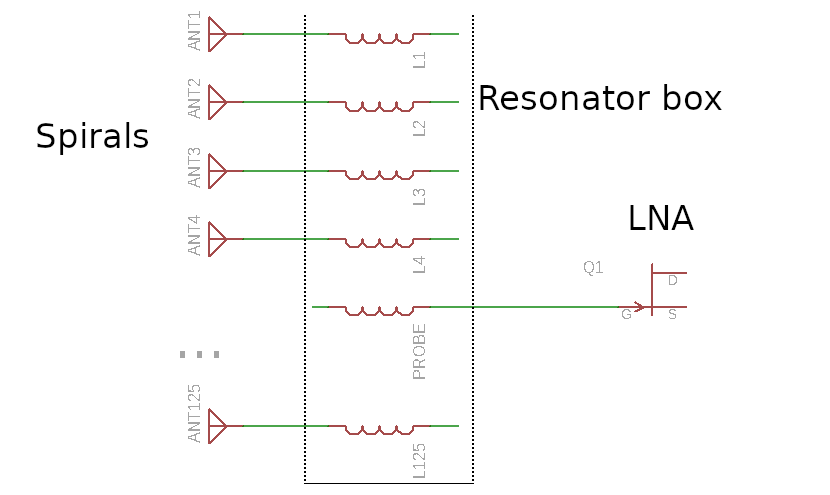 ANT1
L1
ANT2
L2
Resonator box
Spirals
ANT3
L3
ANT4
L4
LNA
Q1
D
G
S
PROBE
...
ANT125
L125